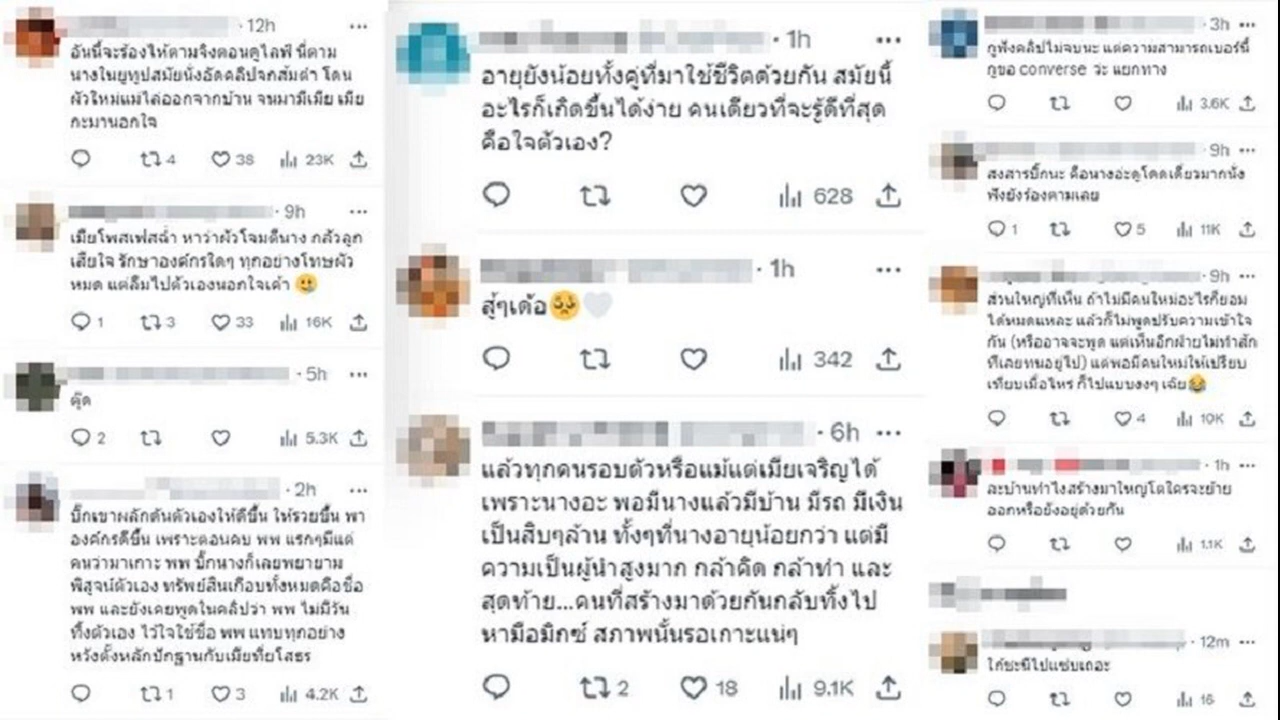 12h
อันนี้จะร้องไห้ตามจึงตอนดูไลฟ์ นี่ตาม
นางในยูทูปสมัยนั่งอัดคลิปจกส้มตำ โดน
ผัวใหม่แม่ไล่ออกจากบ้าน จนมามีเมีย เมีย
กะมานอกใจ
4 38 23K
9h
เมียโพสเฟสฉ่ำ หาว่าผัวโจมตีนาง กลัวลูก
เสียใจ รักษาองค์กรใดๆ ทุกอย่างโทษผัว
หมด แต่ลืมไปตัวเองนอกใจเค้า 🥲
1 3 33 16K
5h
คุ๊ด
2 5.3K
2h
บิ๊กเขาผลักดันตัวเองให้ดีขึ้น ให้รวยขึ้น พา
องค์กรดีขึ้น เพราะตอนคบ พพ แรกๆมีแต่
คนว่ามาเกาะ พพ บิ๊กนางก็เลยพยายาม
พิสูจน์ตัวเอง ทรัพย์สินเกือบทั้งหมดคือชื่อ
พพ และยังเคยพูดในคลิปว่า พพ ไม่มีวัน
ทิ้งตัวเอง ไว้ใจใช้ชื่อ พพ แทบทุกอย่าง
หวังตั้งหลักปักฐานกับเมียที่ยโสธร
1 3 4.2K
1h
อายุยังน้อยทั้งคู่ที่มาใช้ชีวิตด้วยกัน สมัยนี้
อะไรก็เกิดขึ้นได้ง่าย คนเดียวที่จะรู้ดีที่สุด
คือใจตัวเอง?
628
1h
สู้ๆเด้อ🥺🤍
342
6h
แล้วทุกคนรอบตัวหรือแม้แต่เมียเจริญได้
เพราะนางอะ พอมีนางแล้วมีบ้าน มีรถ มีเงิน
เป็นสิบๆล้าน ทั้งๆที่นางอายุน้อยกว่า แต่มี
ความเป็นผู้นำสูงมาก กล้าคิด กล้าทำ และ
สุดท้าย...คนที่สร้างมาด้วยกันกลับทิ้งไป
หามือมิกซ์ สภาพนั้นรอเกาะแน่ๆ
2 18 9.1K
3h
กูฟังคลิปไม่จบนะ แต่ความสามารถเบอร์นี้
กูขอ converse ว่ะ แยกทาง
3.6K
9h
สงสารบิ๊กนะ คือนางอ่ะดูโดดเดี่ยวมากนั่ง
ฟังยังร้องตามเลย
1 5 11K
9h
ส่วนใหญ่ที่เห็น ถ้าไม่มีคนใหม่อะไรก็ยอม
ได้หมดแหละ แล้วก็ไม่พูดปรับความเข้าใจ
กัน (หรืออาจจะพูด แต่เห็นอีกฝ่ายไม่ทำสัก
ทีเลยทนอยู่ไป) แต่พอมีคนใหม่ให้เปรียบ
เทียบเมื่อไหร่ ก็ไปแบบงงๆ เฉ้ย😂
4 10K
1h
ละบ้านทำไงสร้างมาใหญ่โตใครจะย้าย
ออกหรือยังอยู่ด้วยกัน
1.1K
12m
ไก่ชะนีไปแซ่บเถอะ
16